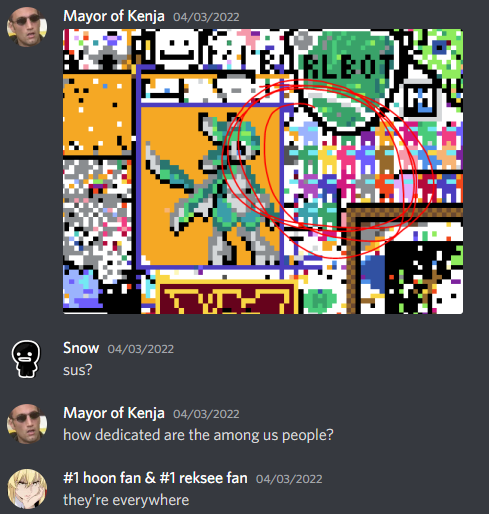 Mayor of Kenja 04/03/2022
ALBOT
Snow 04/03/2022
sus?
Mayor of Kenja 04/03/2022
how dedicated are the among us people?
#1 hoon fan & #1 reksee fan 04/03/2022
they're everywhere